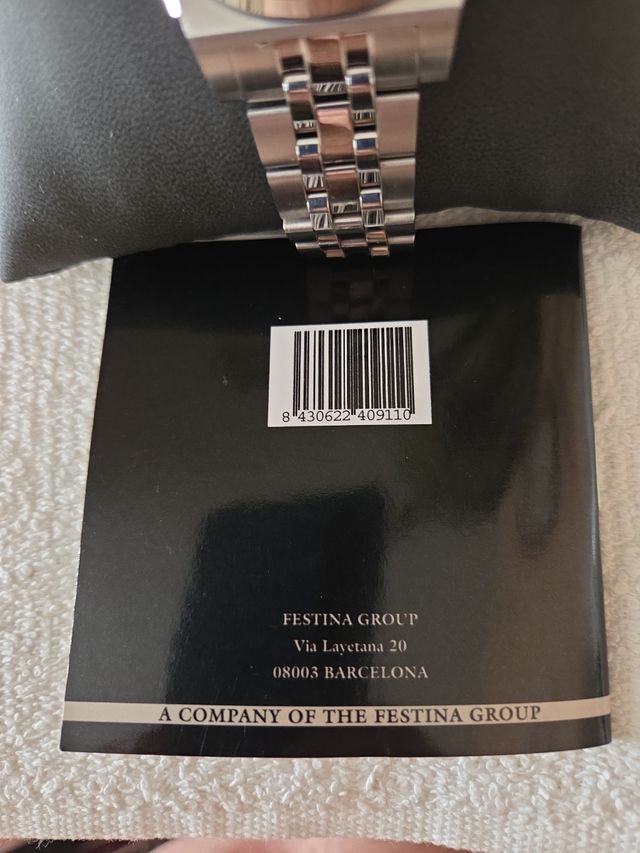 8 430622 409110
FESTINA GROUP
Via Layetana 20
08003 BARCELONA
A COMPANY OF THE FESTINA GROUP